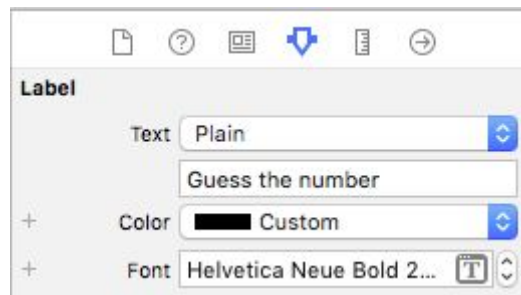 Label
Text Plain
Guess the number
+ Color Custom
+ Font Helvetica Neue Bold 2... T